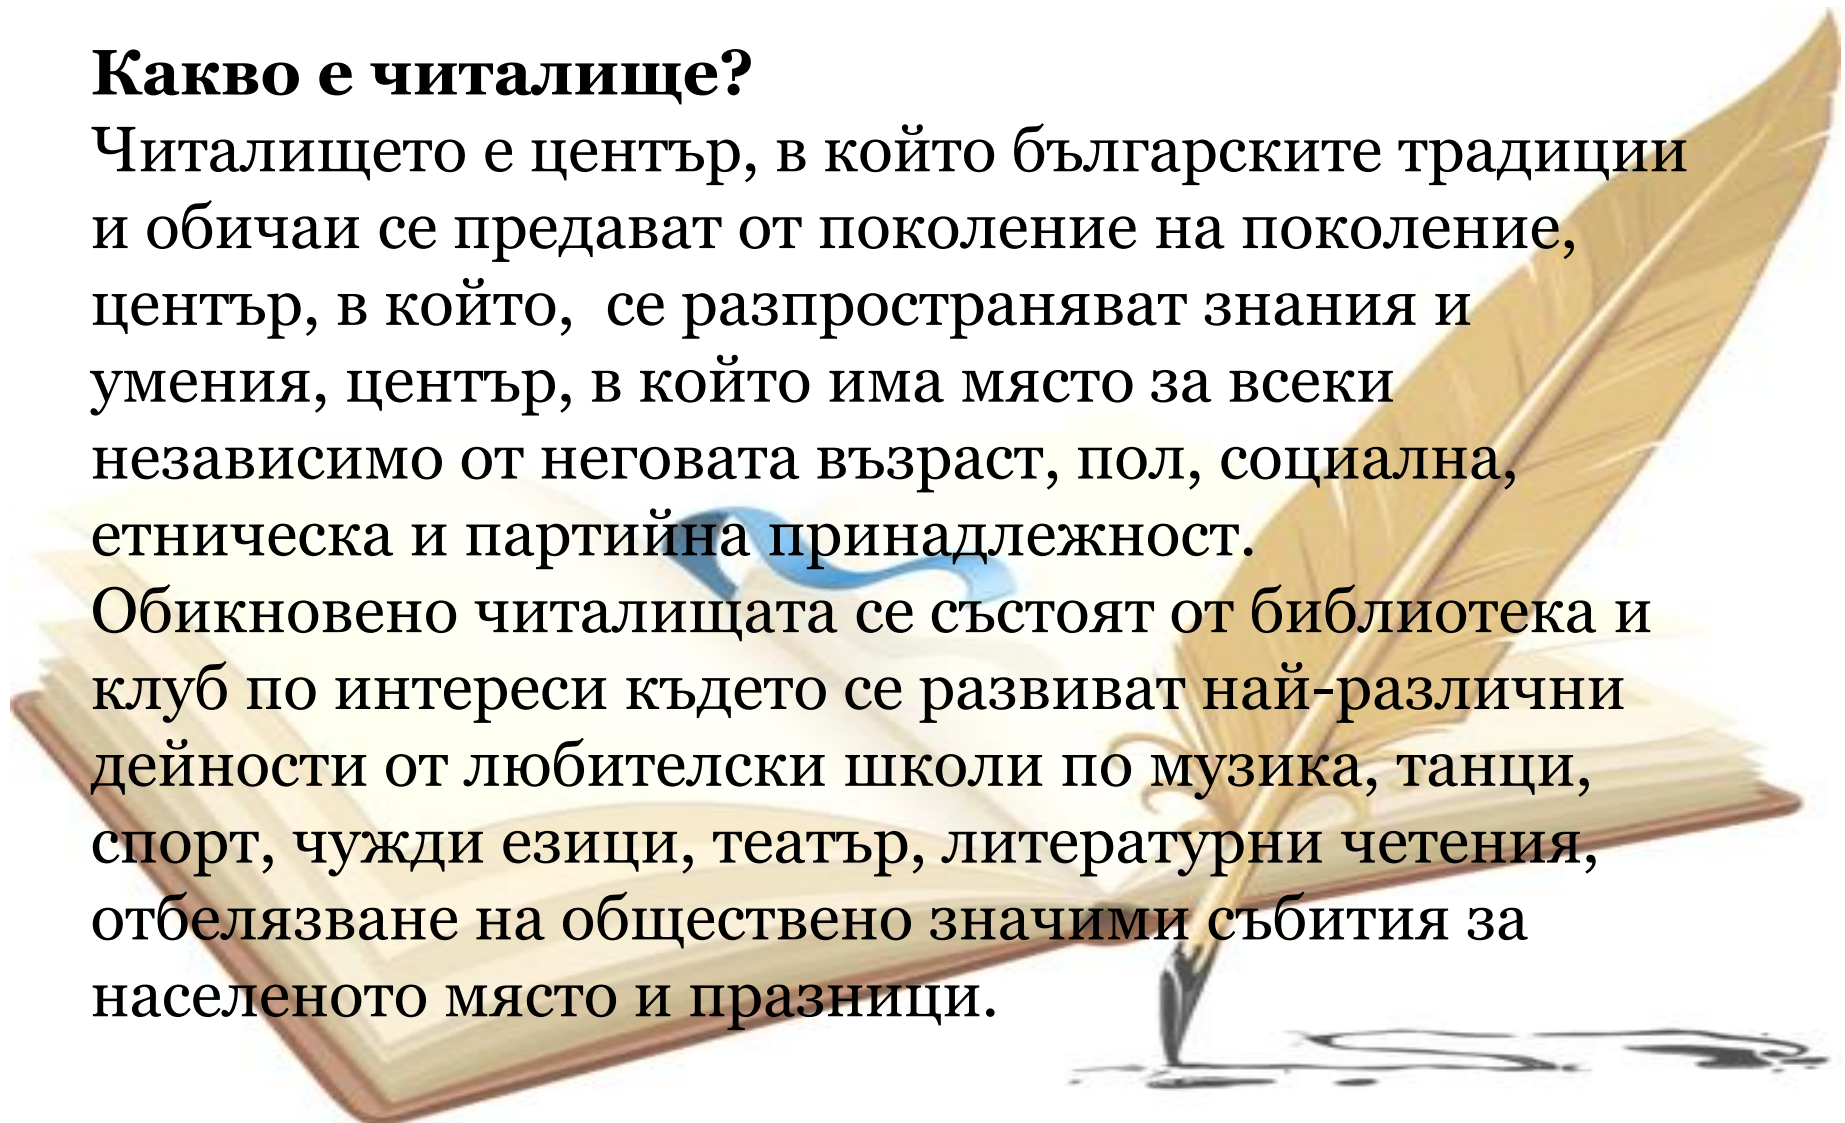 Какво е читалище?
Читалището е център, в който българските традиции
и обичаи се предават от поколение на поколение,
център, в който,  се разпространяват знания и
умения, център, в който има място за всеки
независимо от неговата възраст, пол, социална,
етническа и партийна принадлежност.
Обикновено читалищата се състоят от библиотека и
клуб по интереси където се развиват най-различни
дейности от любителски школи по музика, танци,
спорт, чужди езици, театър, литературни четения,
отбелязване на обществено значими събития за
населеното място и празници.